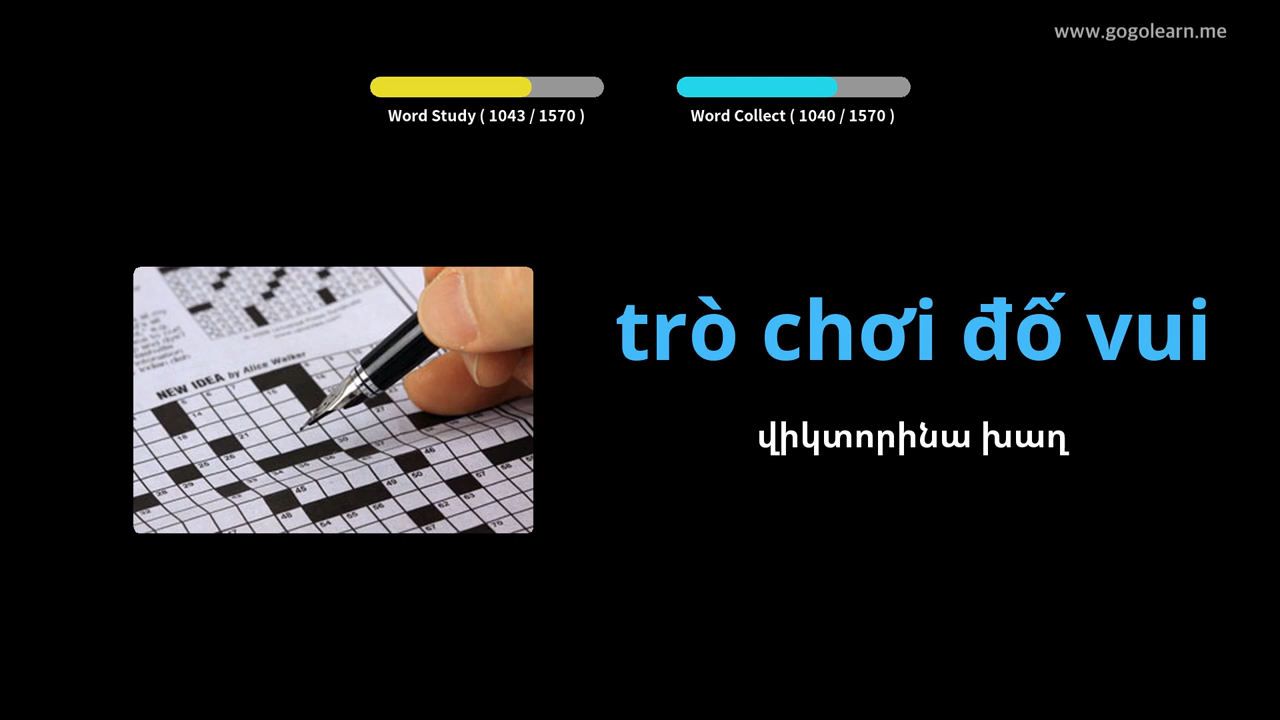 www.gogolearn.me
Word Study ( 1043 / 1570 )
Word Collect ( 1040 / 1570 )
trò chơi đố vui
վիկտորինա խաղ
NEW IDEA by Alice Walker